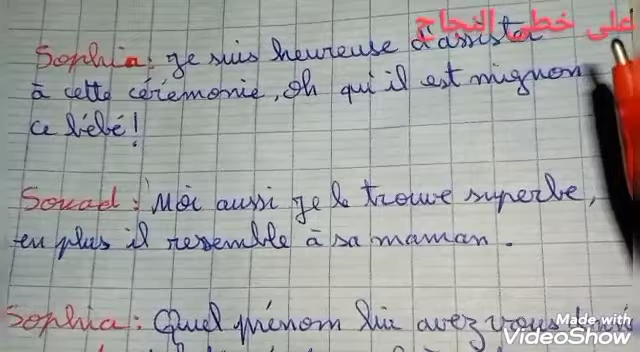 على خطى النجاح
Sophia: Je suis heureuse d'assister
à cette cérémonie, Oh qui il est mignon
ce bébé!
Souad: Moi aussi je le trouve superbe,
en plus il ressemble à sa maman.
Sophia: Quel prénom lui avez vous
Made with
VideoShow